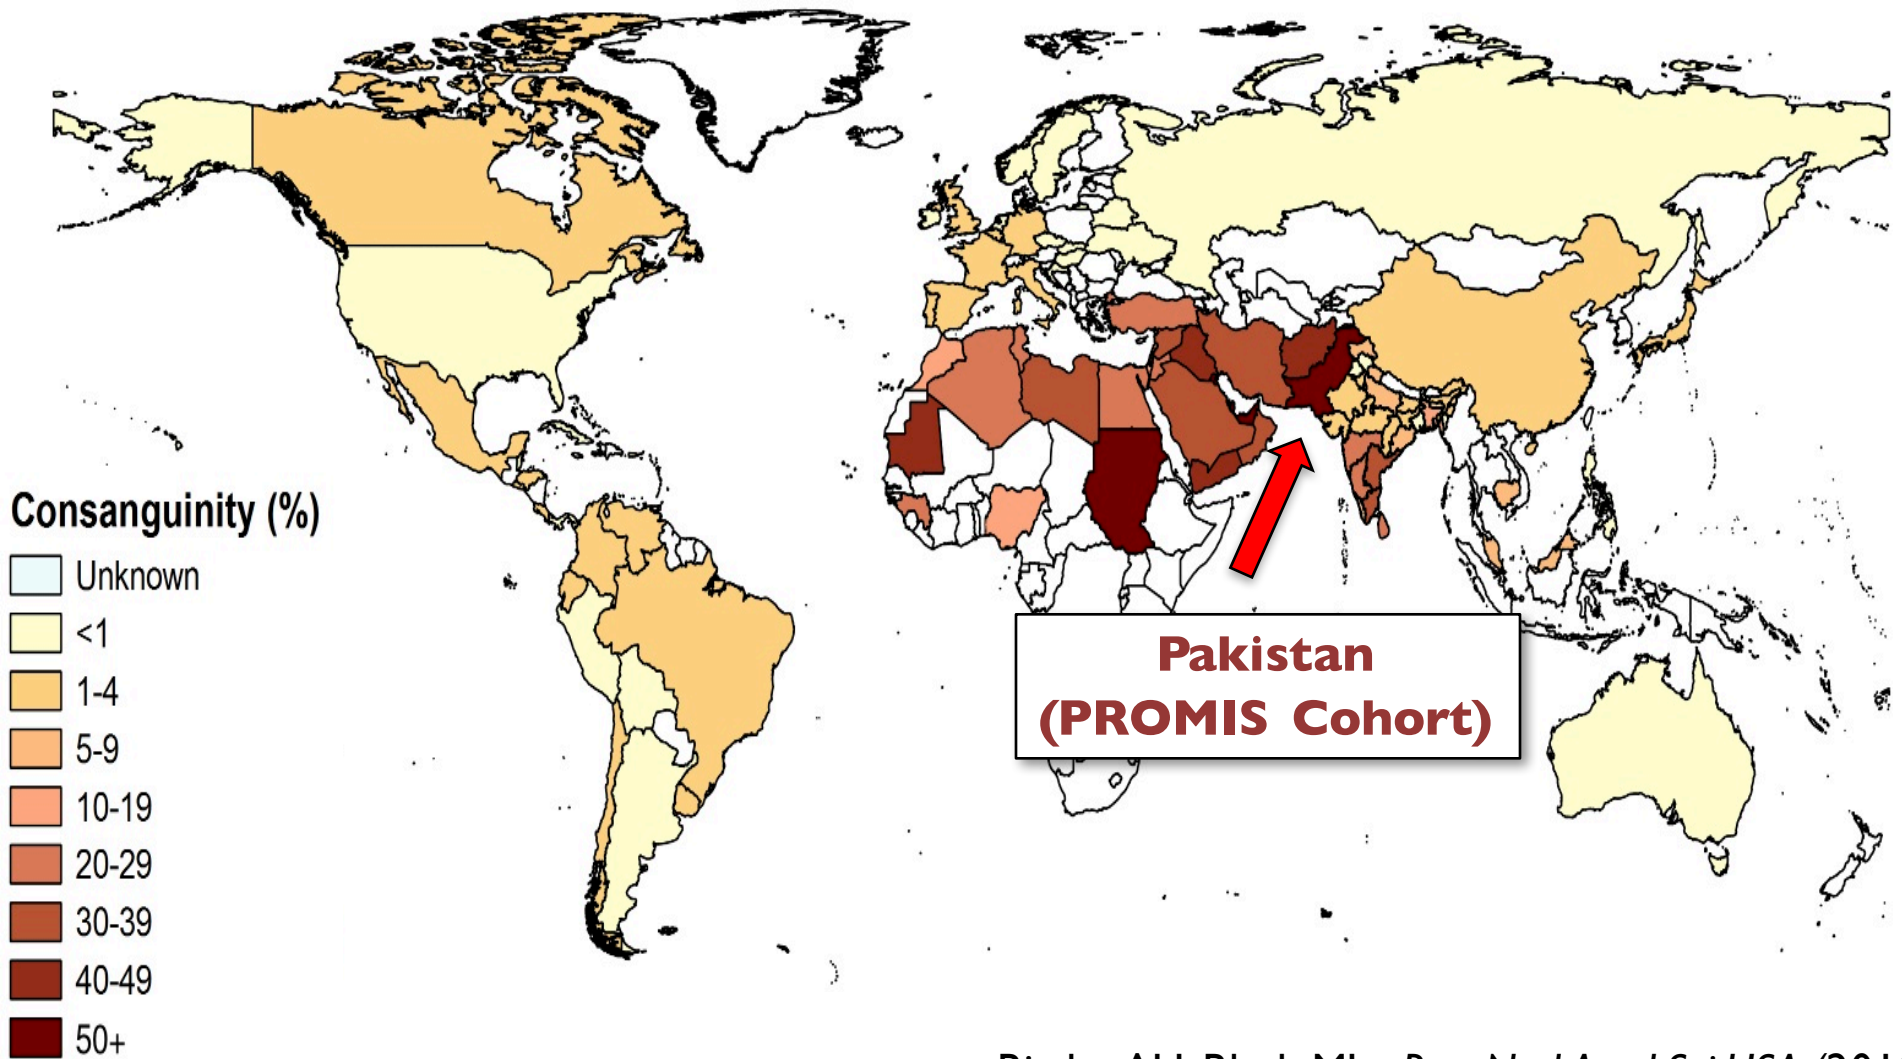 Consanguinity (%)
Unknown
<1
1-4
5-9
10-19
20-29
30-39
40-49
50+
Pakistan
(PROMIS Cohort)